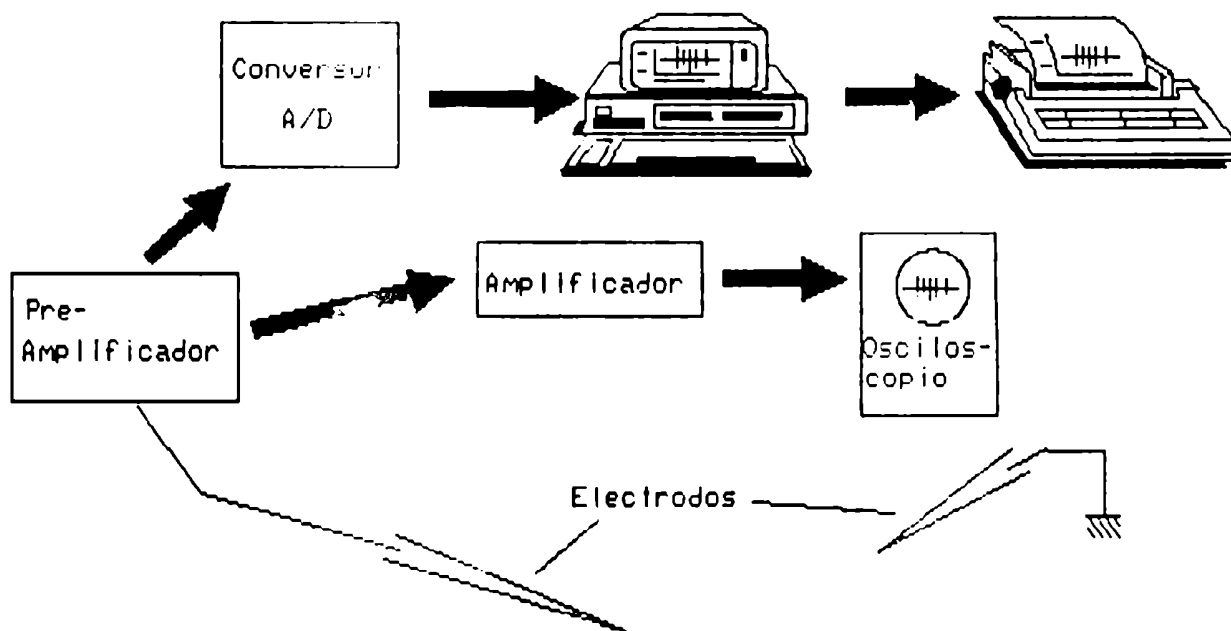 Conversor
A/D
Pre-
Amplificador
Amplificador
Oscilos-
copio
Electrodos